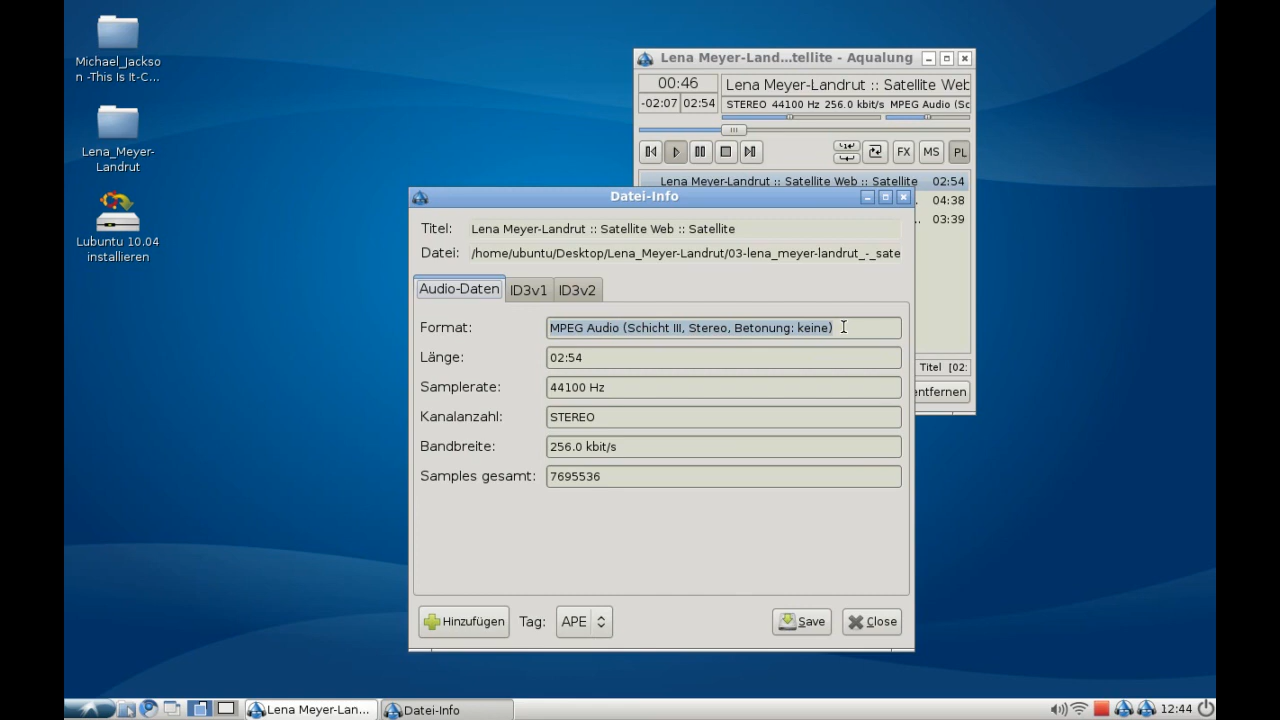 Michael_Jackso
n -This Is It-C...
Lena_Meyer-
Landrut
Lubuntu 10.04
installieren
Lena Meyer-Land...tellite - Aqualung
00:46
Lena Meyer-Landrut :: Satellite Web
-02:07 02:54
STEREO 44100 Hz 256.0 kbit/s MPEG Audio (Sc
FX MS PL
Lena Meyer-Landrut :: Satellite Web :: Satellite 02:54
04:38
03:39
Titel [02:
entfernen
Datei-Info
Titel: Lena Meyer-Landrut :: Satellite Web :: Satellite
Datei: /home/ubuntu/Desktop/Lena_Meyer-Landrut/03-lena_meyer-landrut_-_sate
Audio-Daten ID3v1 ID3v2
Format: MPEG Audio (Schicht III, Stereo, Betonung: keine)
Länge: 02:54
Samplerate: 44100 Hz
Kanalanzahl: STEREO
Bandbreite: 256.0 kbit/s
Samples gesamt: 7695536
Hinzufügen Tag: APE Save Close
Lena Meyer-Lan... Datei-Info 12:44